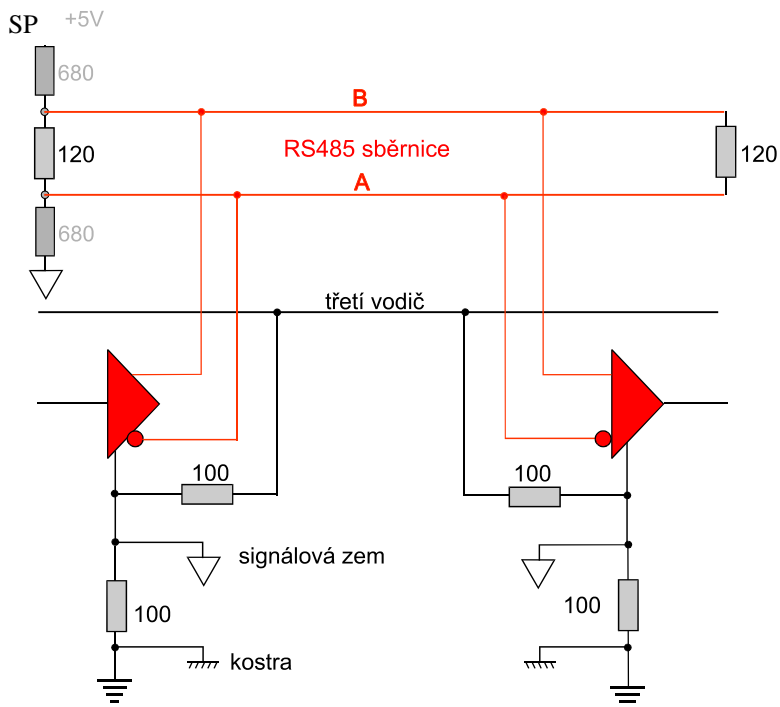 SP
+5V
680
B
120
RS485 sběrnice
120
A
680
třetí vodič
100
100
signálová zem
100
100
kostra